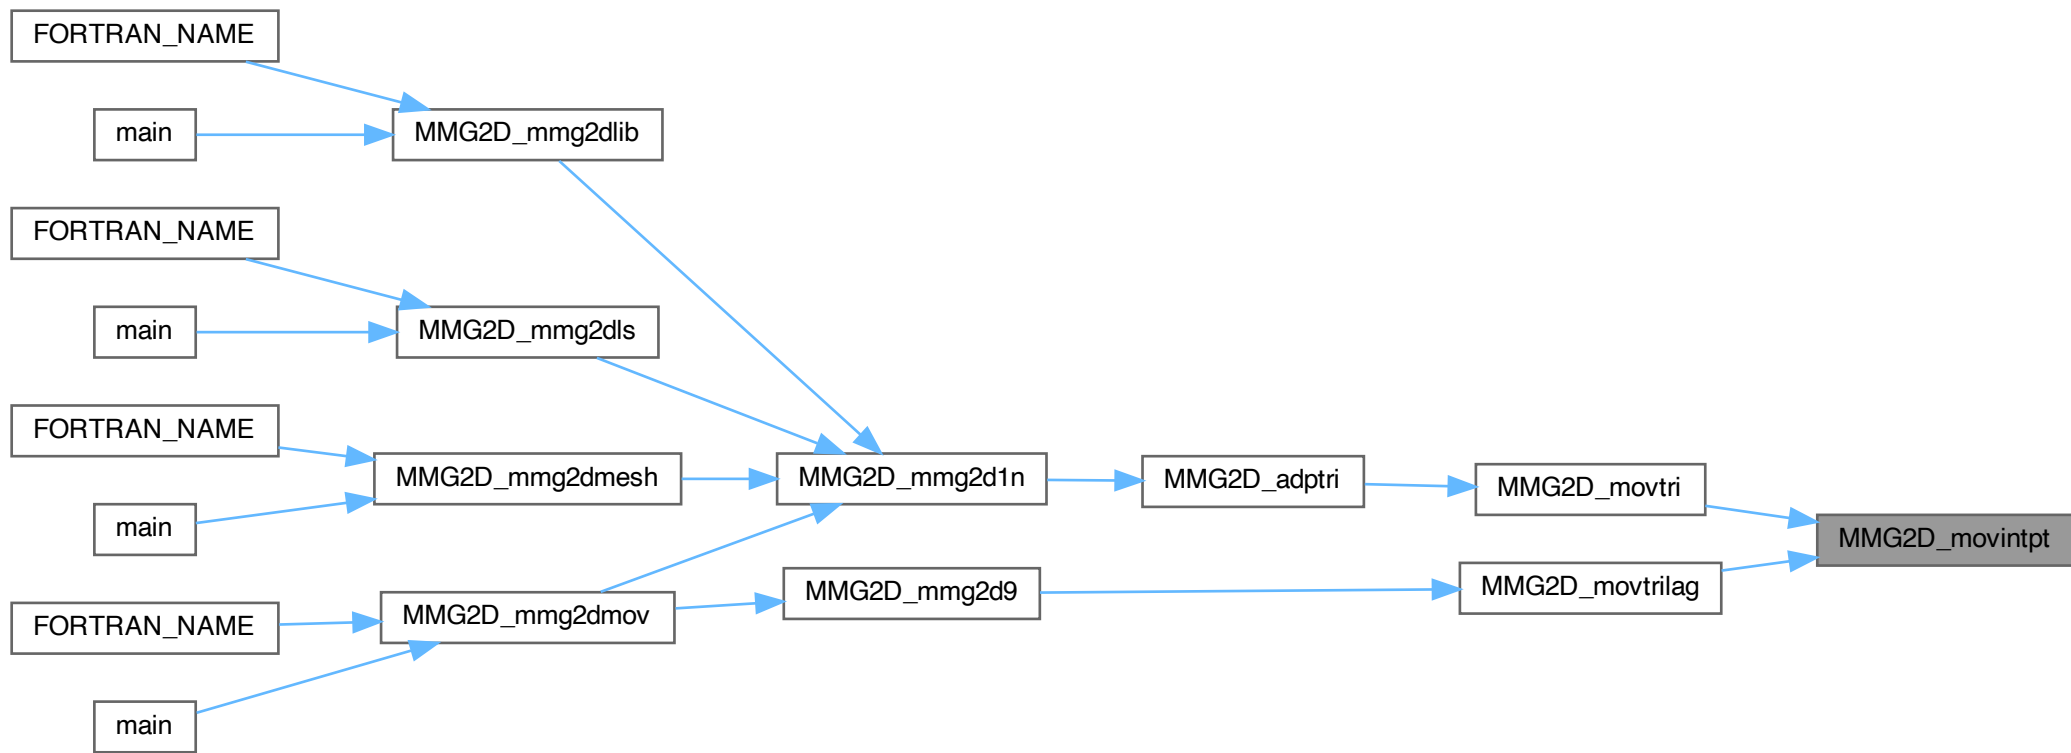 FORTRAN_NAME
main
MMG2D_mmg2dlib
FORTRAN_NAME
main
MMG2D_mmg2dls
FORTRAN_NAME
main
MMG2D_mmg2dmesh
MMG2D_mmg2d1n
MMG2D_adptri
MMG2D_movtri
MMG2D_movintpt
MMG2D_movtrilag
MMG2D_mmg2d9
MMG2D_mmg2dmov
FORTRAN_NAME
main